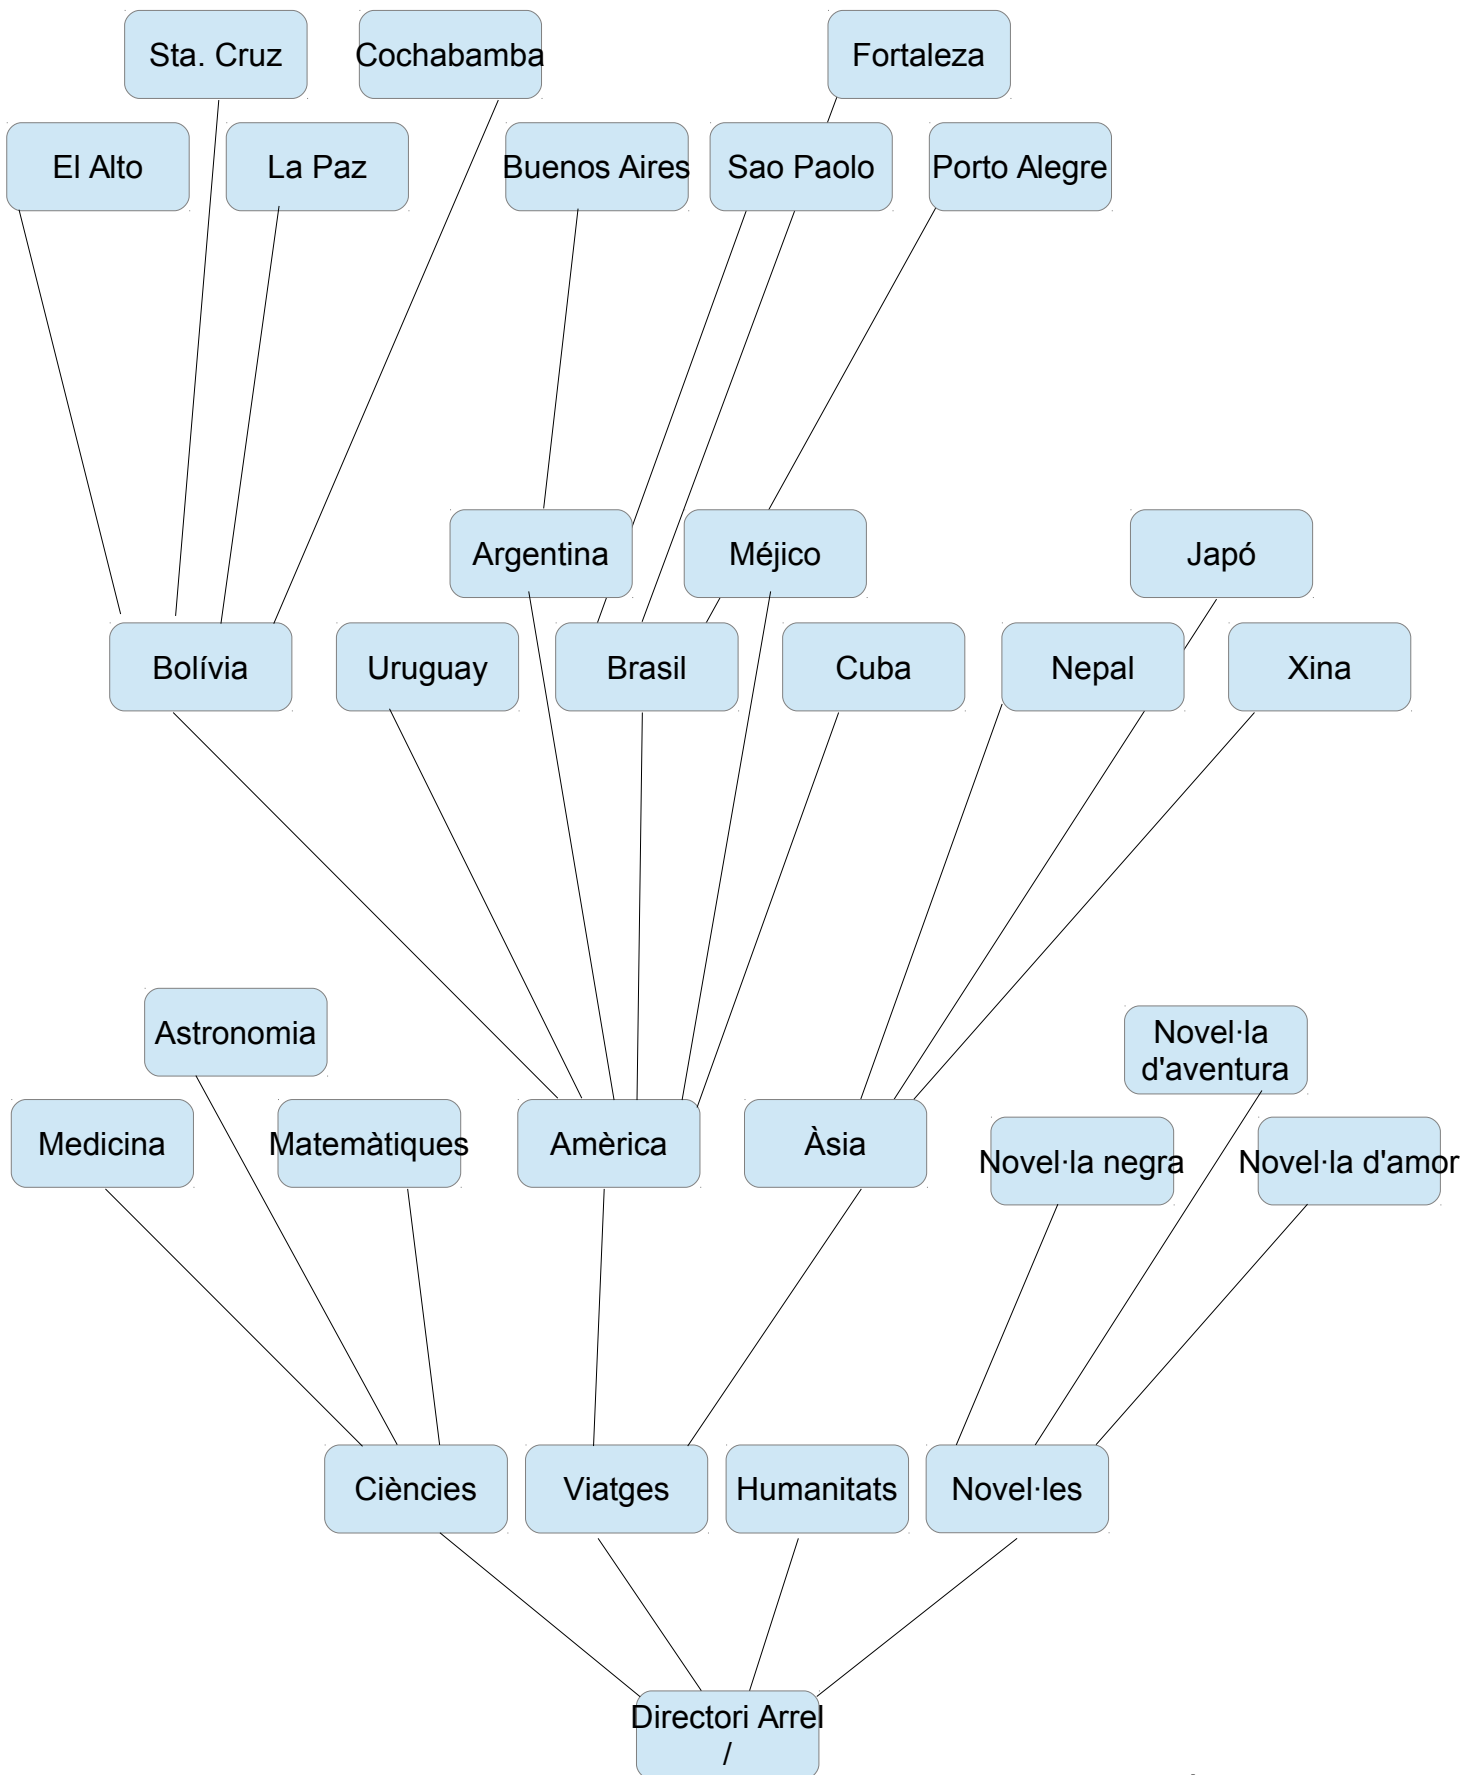 Sta. Cruz
Cochabamba
Fortaleza
El Alto
La Paz
Buenos Aires
Sao Paolo
Porto Alegre
Argentina
Méjico
Japó
Bolívia
Uruguay
Brasil
Cuba
Nepal
Xina
Astronomia
Novel·la
d'aventura
Medicina
Matemàtiques
Amèrica
Àsia
Novel·la negra
Novel·la d'amor
Ciències
Viatges
Humanitats
Novel·les
Directori Arrel
/